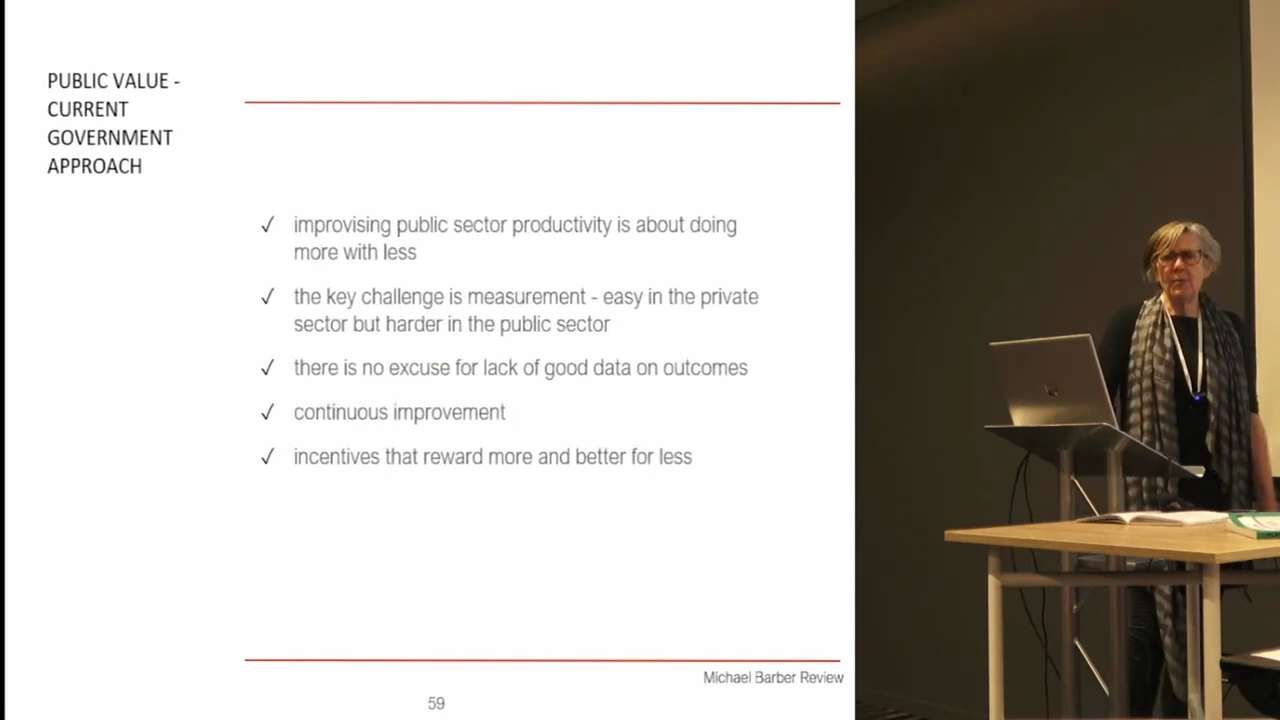 PUBLIC VALUE -
CURRENT
GOVERNMENT
APPROACH
✓ improvising public sector productivity is about doing
more with less
✓ the key challenge is measurement - easy in the private
sector but harder in the public sector
✓ there is no excuse for lack of good data on outcomes
✓ continuous improvement
✓ incentives that reward more and better for less
Michael Barber Review
59